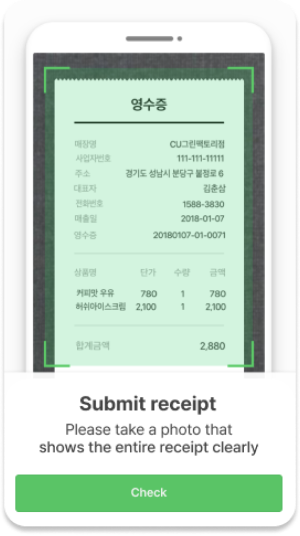 영수증
매장명 CU그린팩토리점
사업자번호 111-111-11111
주소 경기도 성남시 분당구 불정로 6
대표자 김춘삼
전화번호 1588-3830
매출일 2018-01-07
영수증 20180107-01-0071
상품명 단가 수량 금액
커피맛 우유 780 1 780
허쉬아이스크림 2,100 1 2,100
합계금액 2,880
Submit receipt
Please take a photo that
shows the entire receipt clearly
Check